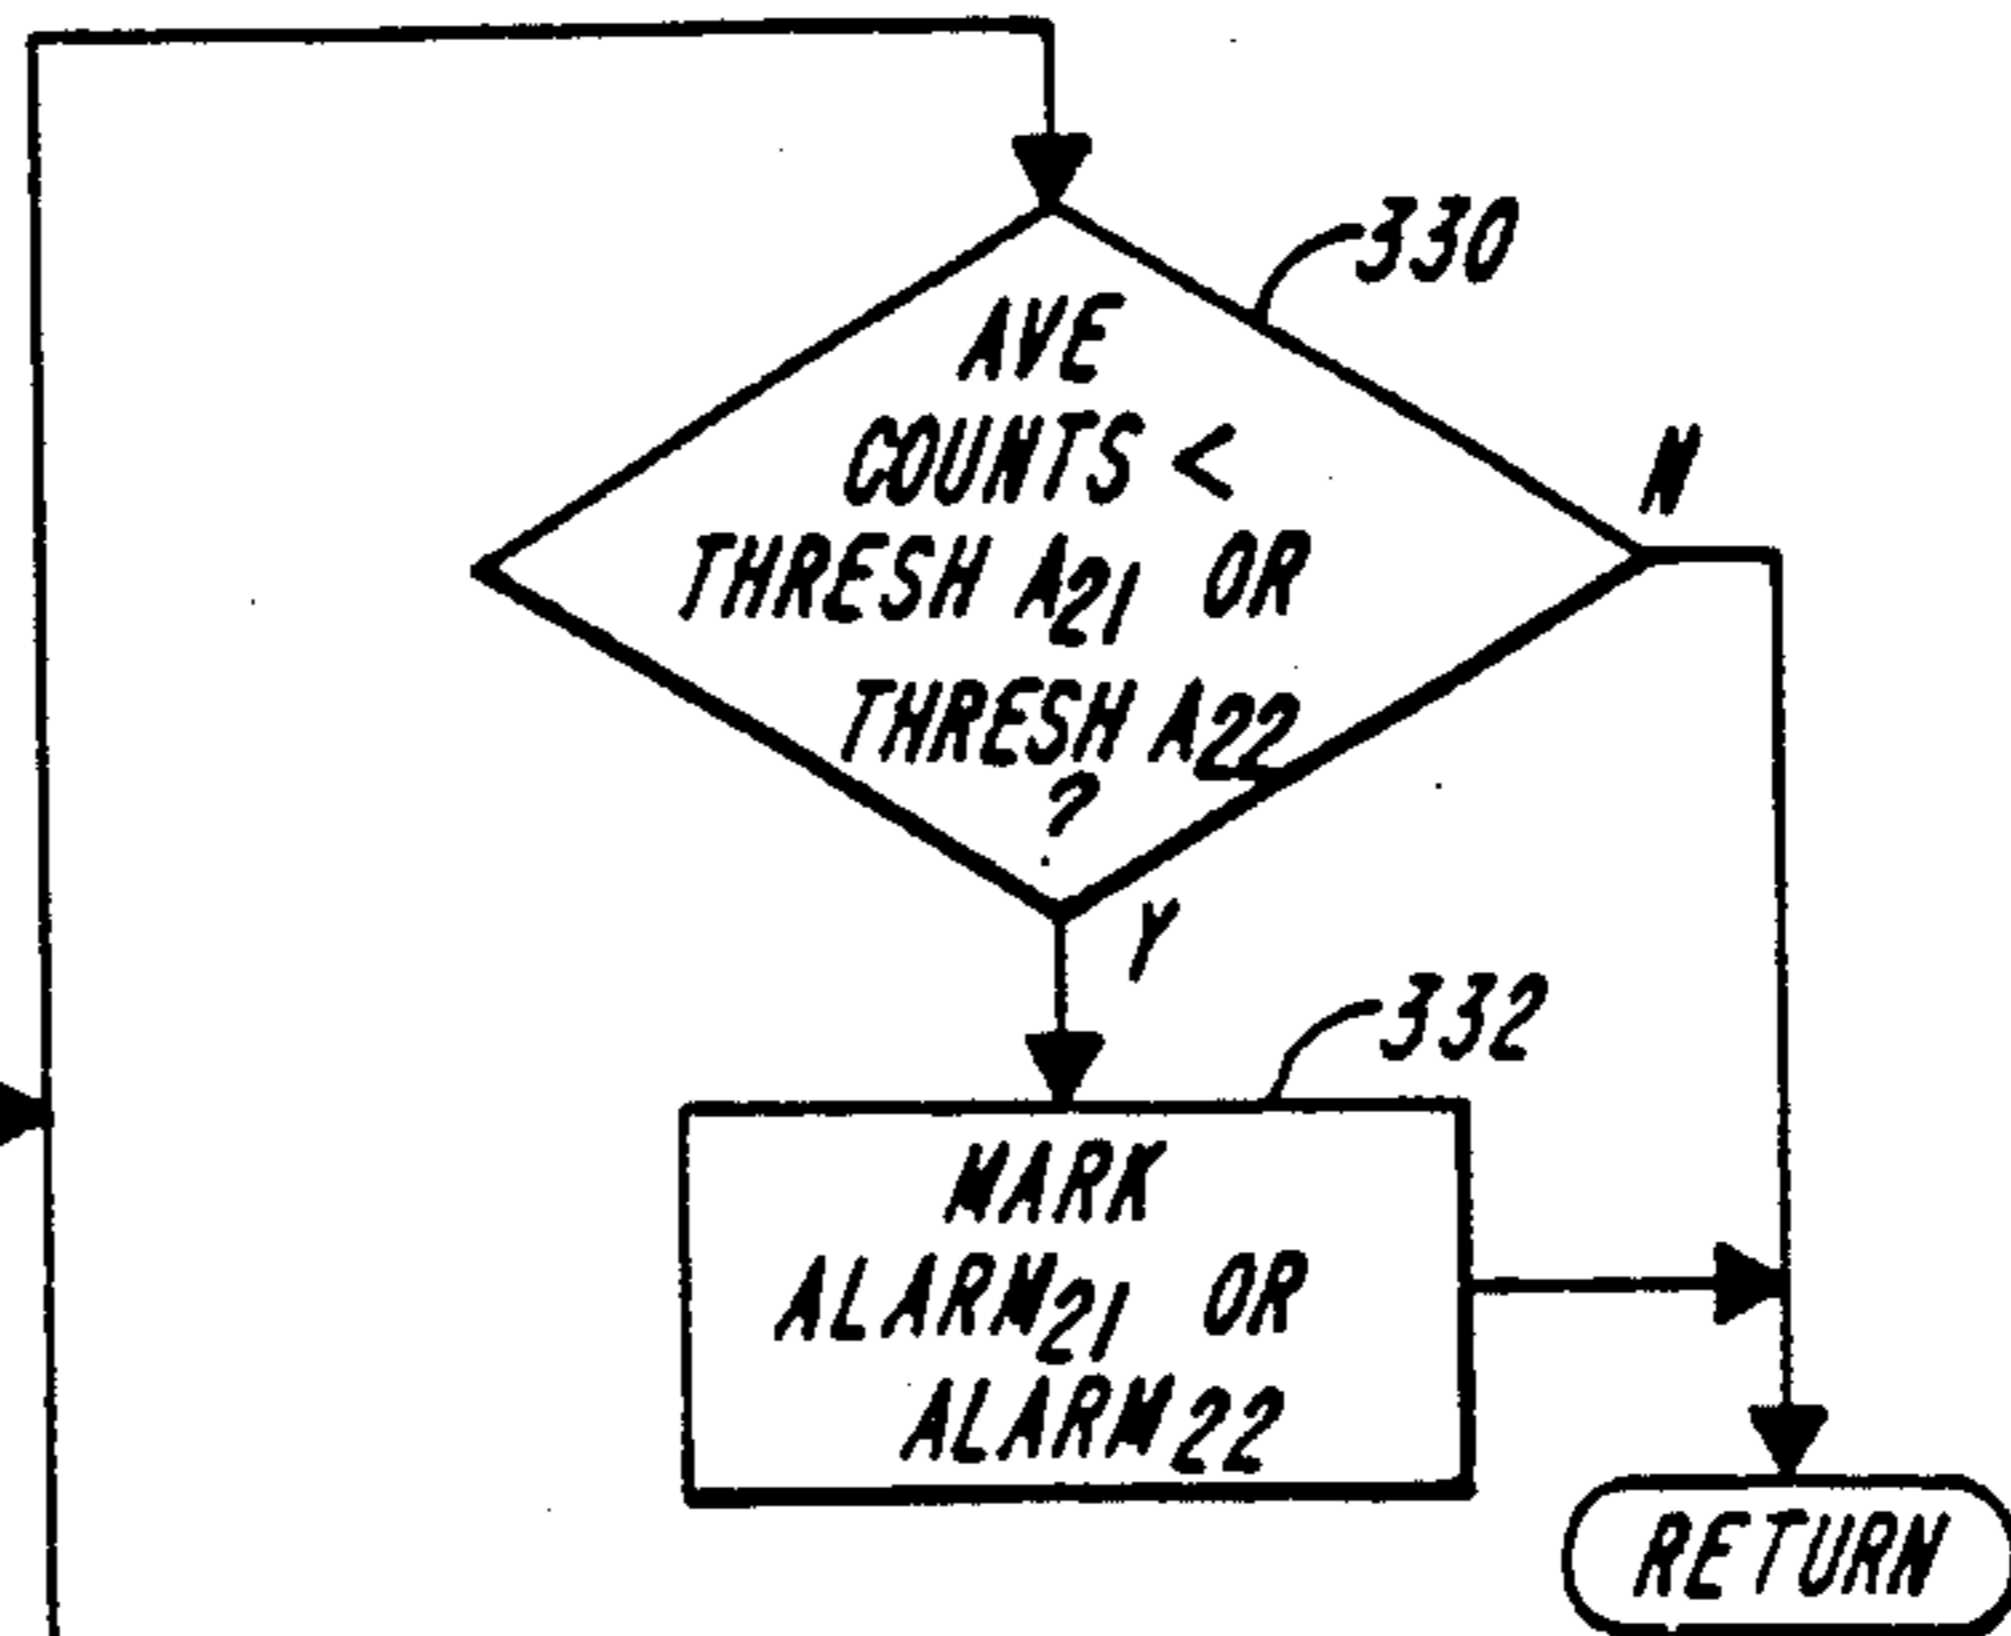 330
AVE
COUNTS <
THRESH A21 OR
THRESH A22
?
N
Y
332
MARK
ALARM21 OR
ALARM22
RETURN